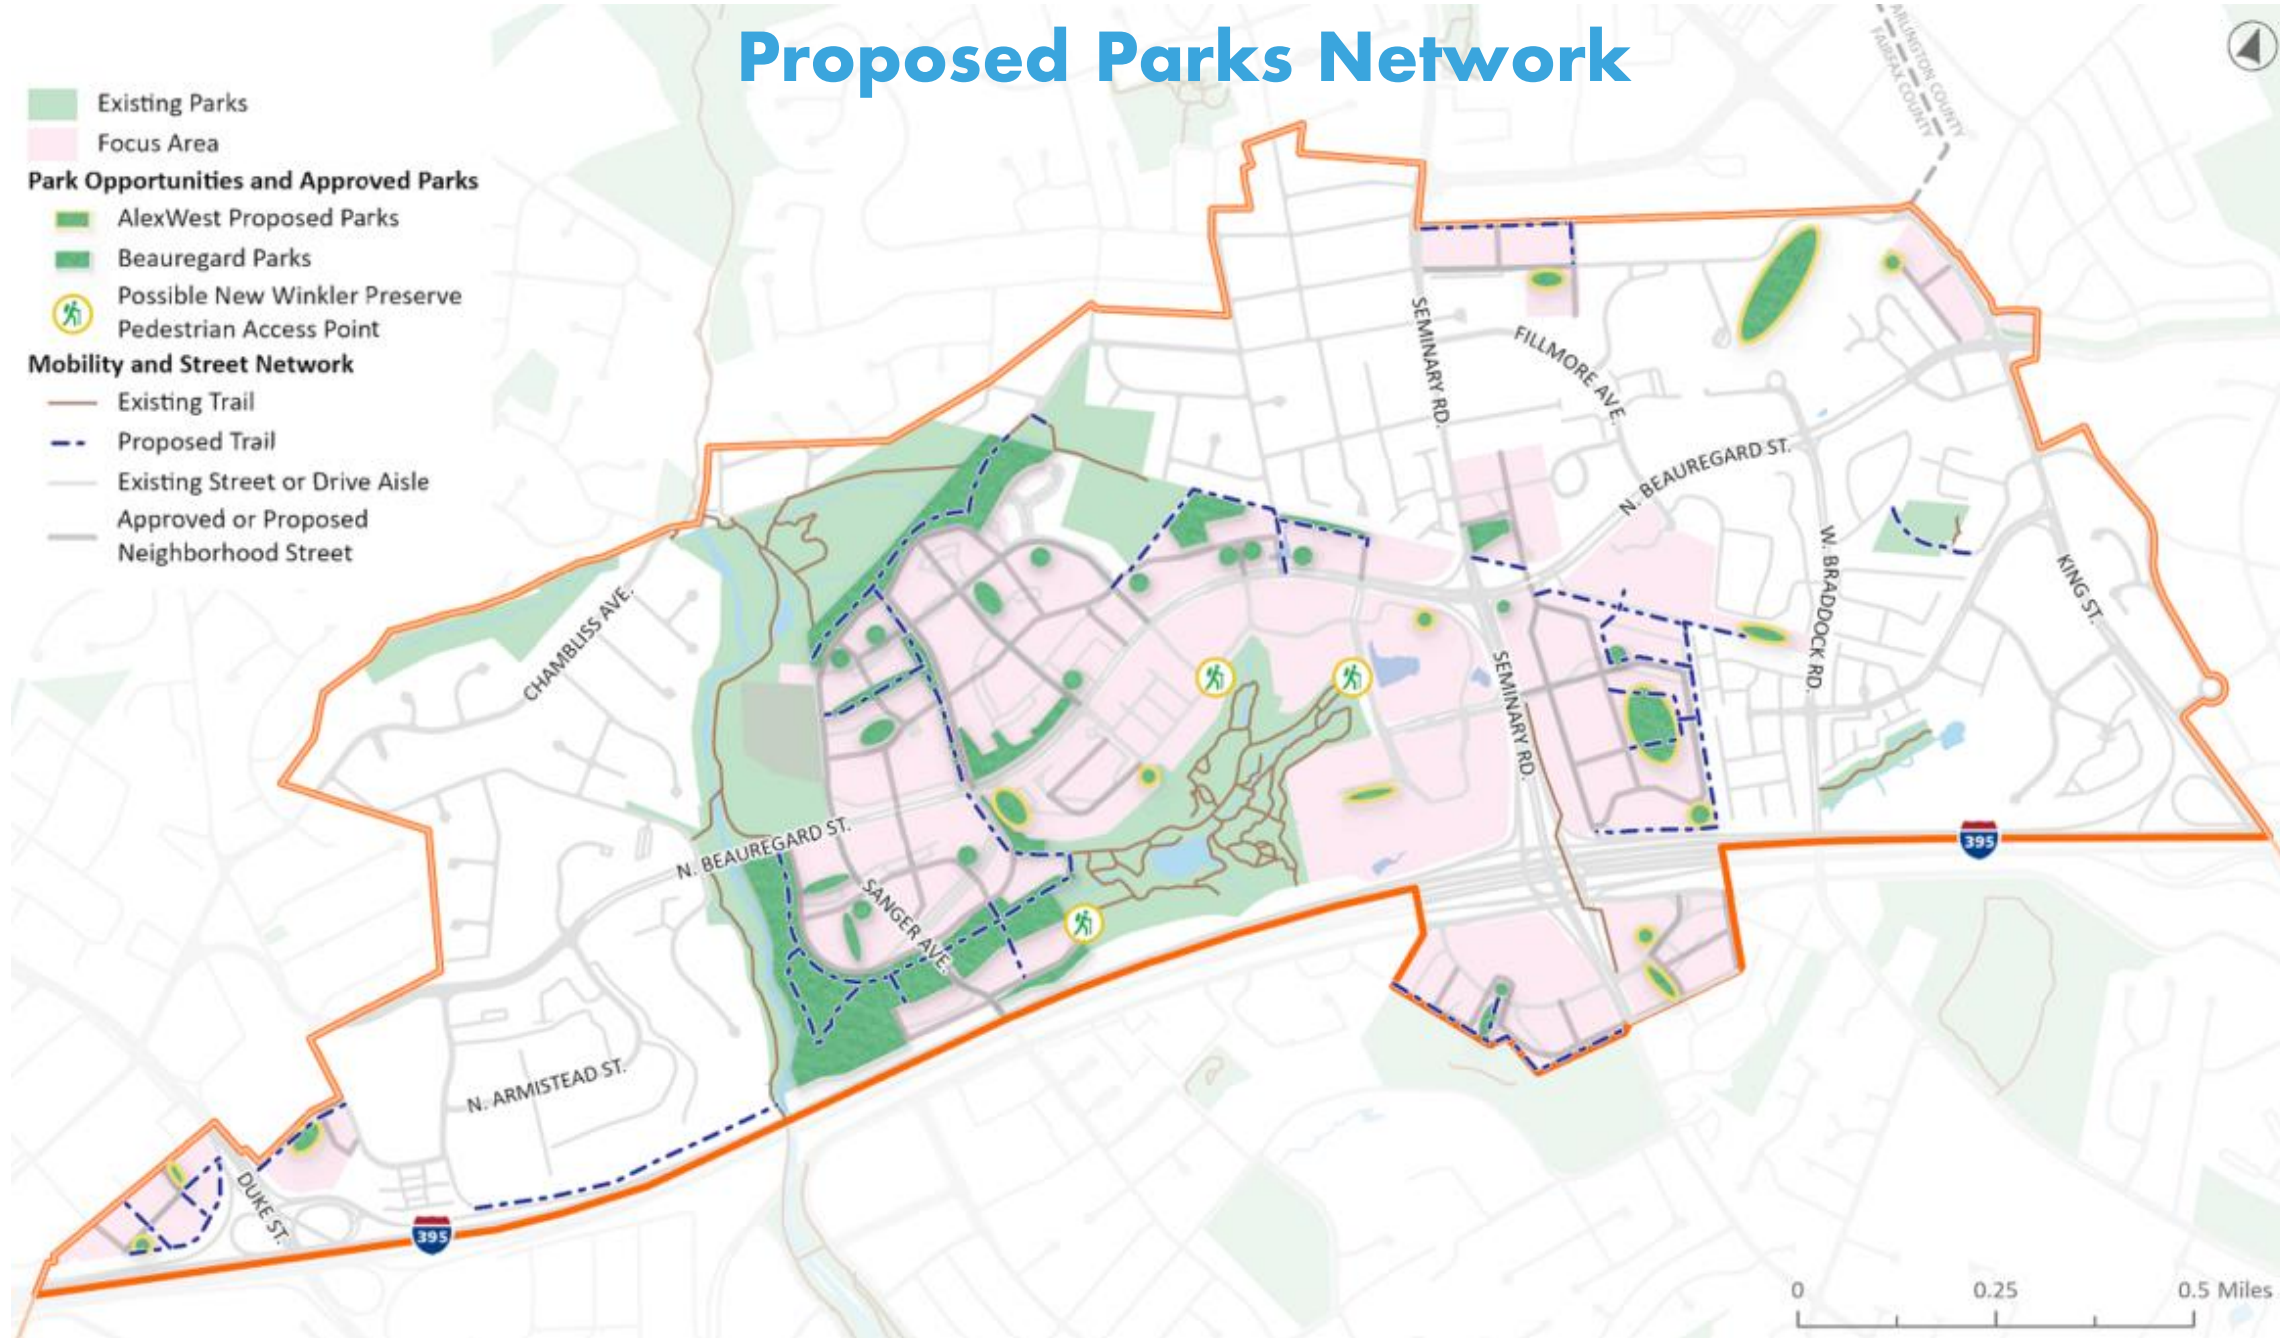 Proposed Parks Network
Existing Parks
Focus Area
Park Opportunities and Approved Parks
AlexWest Proposed Parks
Beauregard Parks
Possible New Winkler Preserve
Pedestrian Access Point
Mobility and Street Network
Existing Trail
Proposed Trail
Existing Street or Drive Aisle
Approved or Proposed
Neighborhood Street
ARLINGTON COUNTY
FAIRFAX COUNTY
SEMINARY RD.
FILLMORE AVE.
N. BEAUREGARD ST.
W. BRADDOCK RD.
KING ST.
CHAMBLISS AVE.
SEMINARY RD.
N. BEAUREGARD ST.
SANGER AVE.
395
N. ARMISTEAD ST.
DUKE ST.
395
0 0.25 0.5 Miles